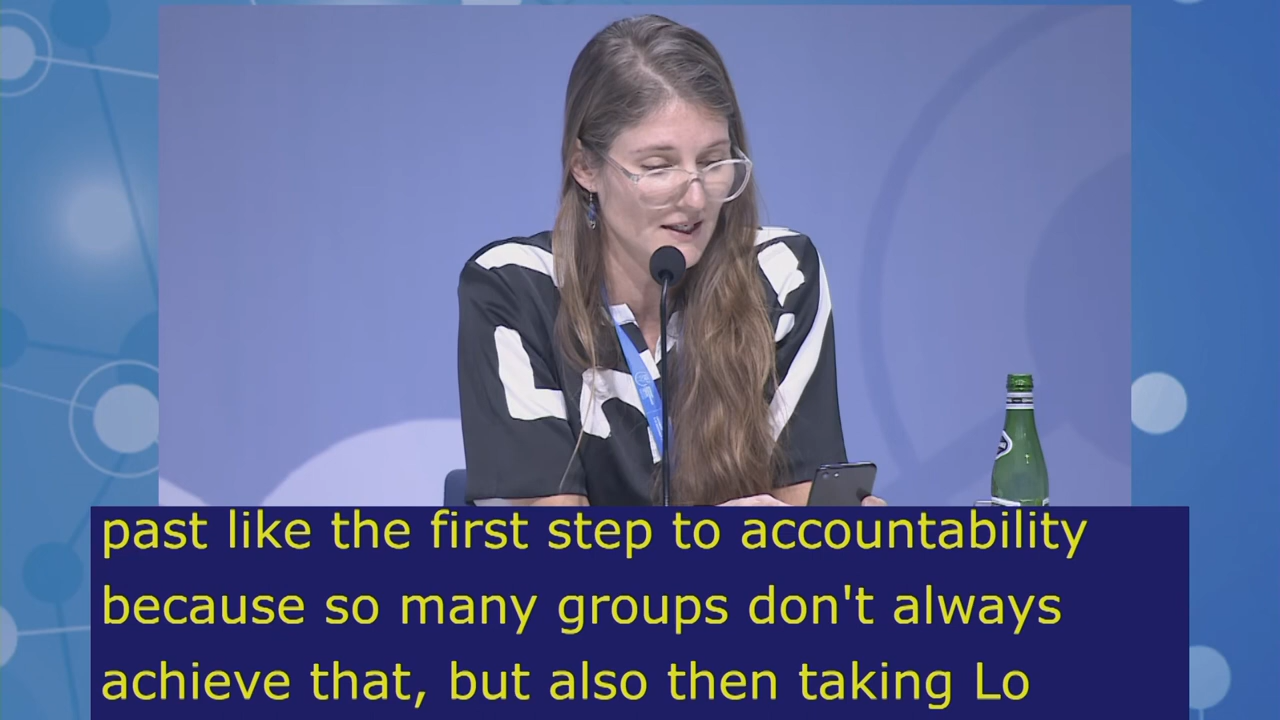 past like the first step to accountability
because so many groups don't always
achieve that, but also then taking Lo